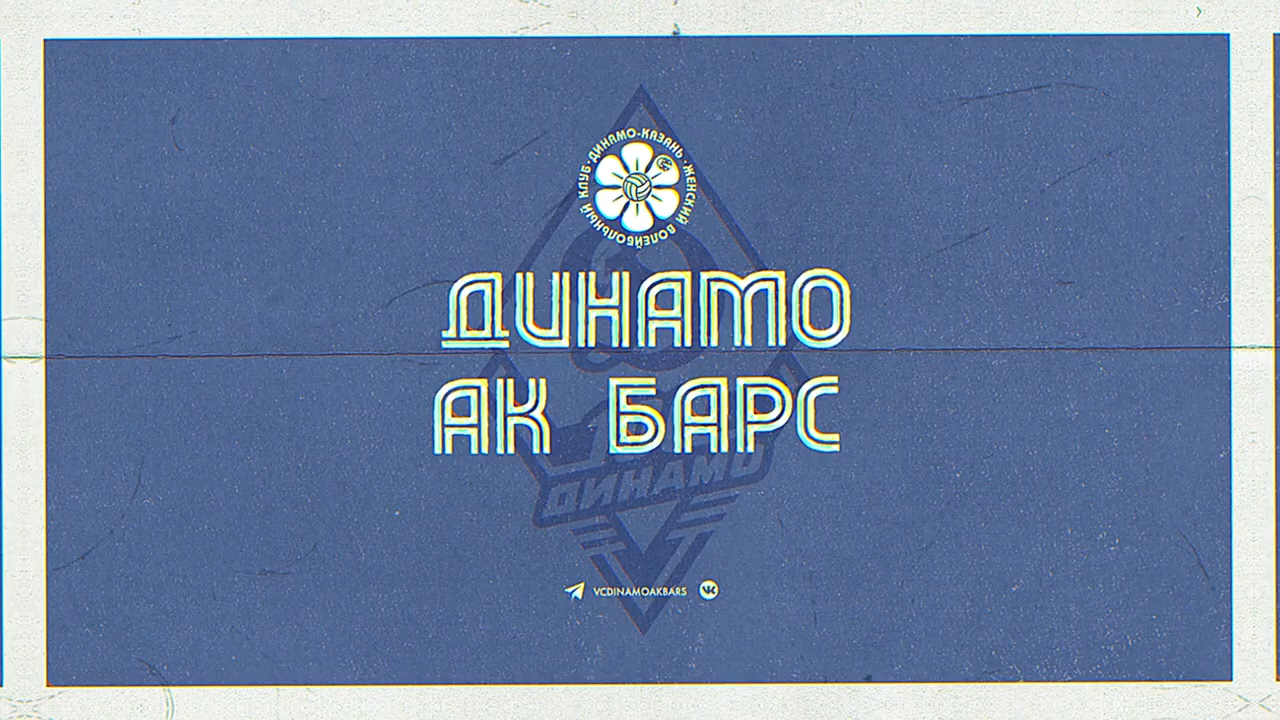 ДИНАМО-КАЗАНЬ · ЖЕНСКИЙ ВОЛЕЙБОЛЬНЫЙ КЛУБ ·
ДИНАМО
АК БАРС
ДИНАМО
VCDINAMOAKBARS